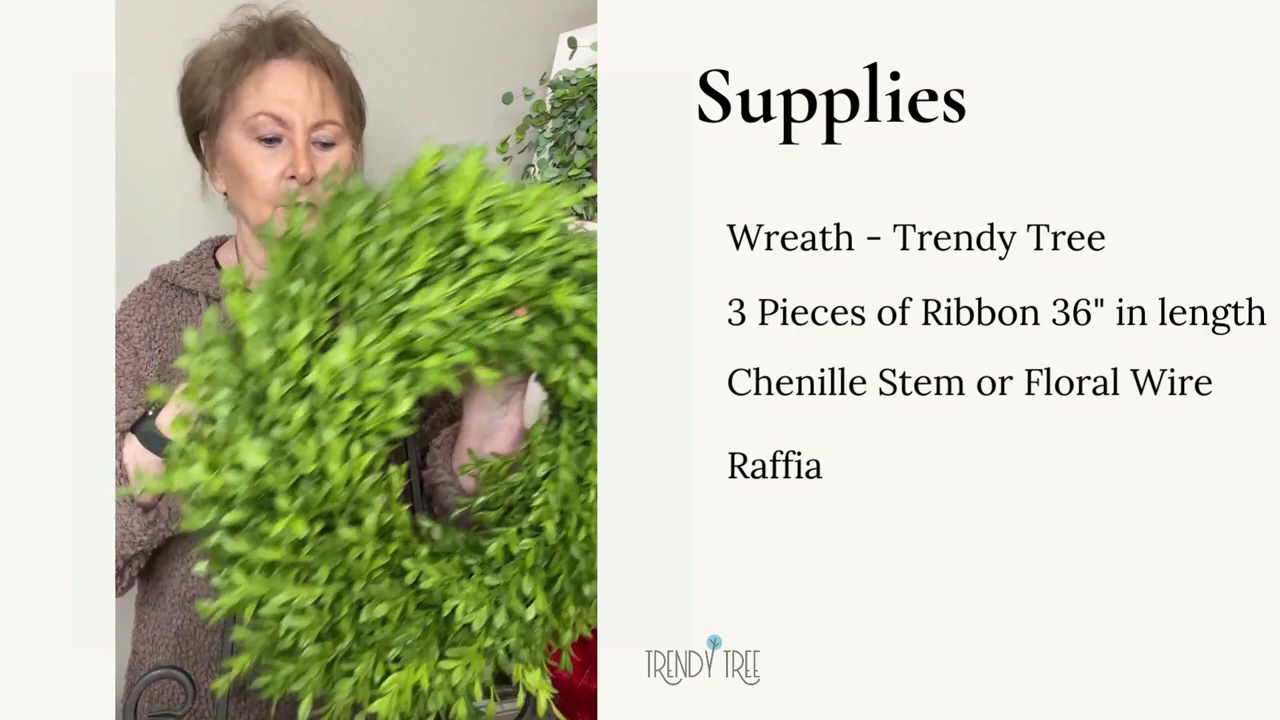 Supplies
Wreath - Trendy Tree
3 Pieces of Ribbon 36" in length
Chenille Stem or Floral Wire
Raffia
TRENDY TREE